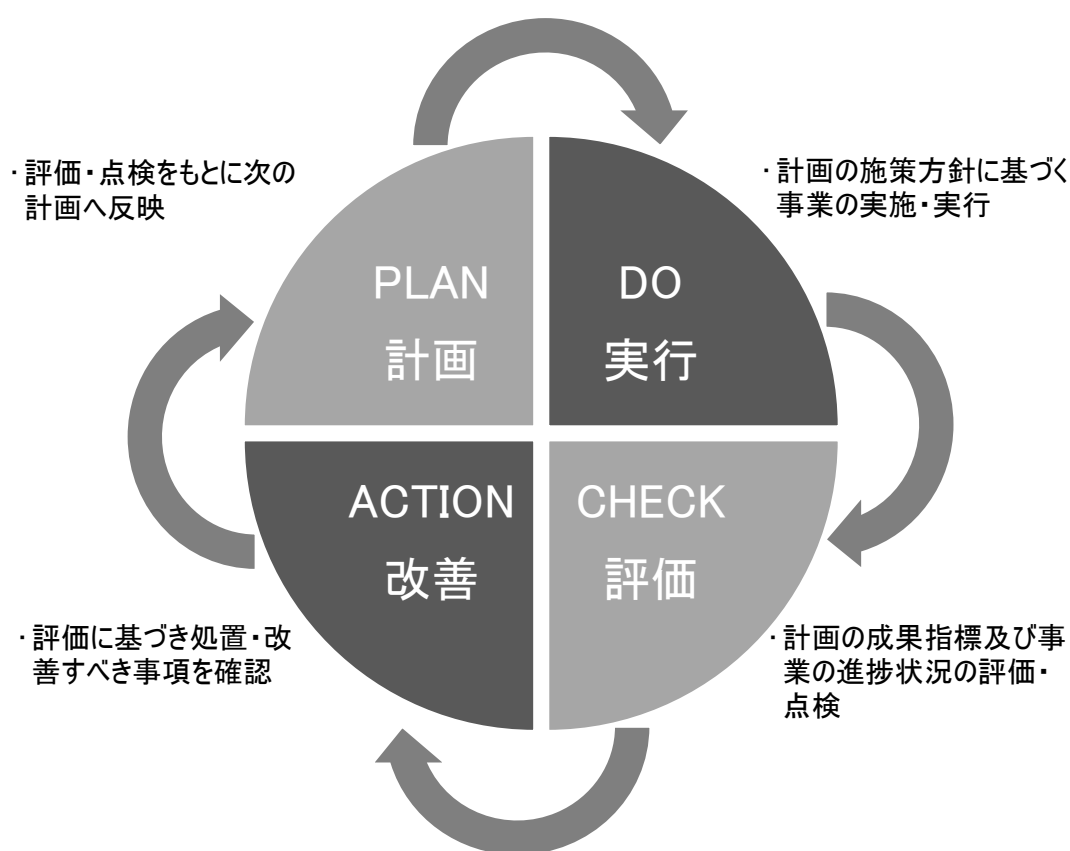 ・評価・点検をもとに次の
計画へ反映
・計画の施策方針に基づく
事業の実施・実行
PLAN
計画
DO
実行
ACTION
改善
CHECK
評価
・評価に基づき処置・改
善すべき事項を確認
・計画の成果指標及び事
業の進捗状況の評価・
点検